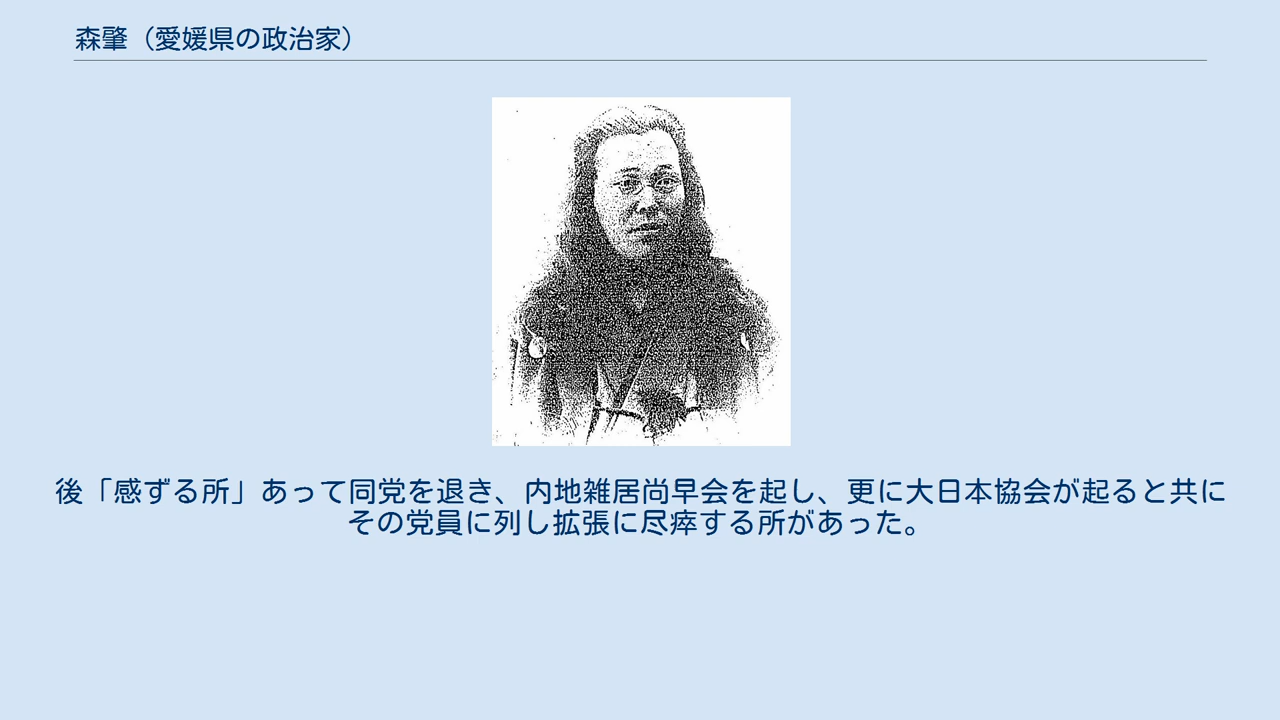 森肇（愛媛県の政治家）
後「感ずる所」あって同党を退き、内地雑居尚早会を起し、更に大日本協会が起ると共に
その党員に列し拡張に尽瘁する所があった。